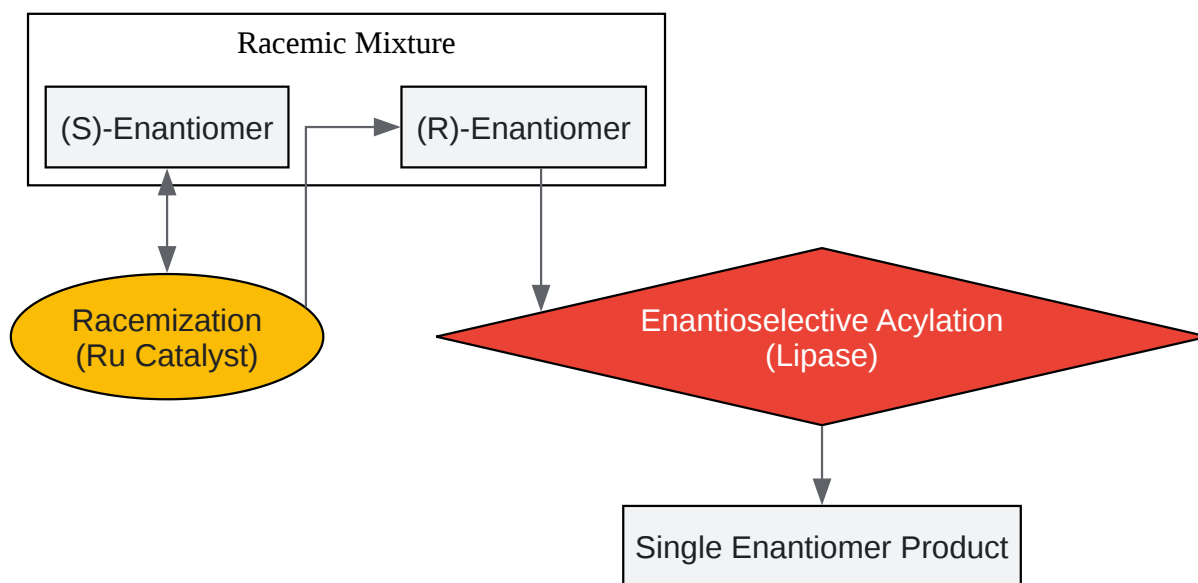 Racemic Mixture
(S)-Enantiomer
(R)-Enantiomer
Racemization
(Ru Catalyst)
Enantioselective Acylation
(Lipase)
Single Enantiomer Product